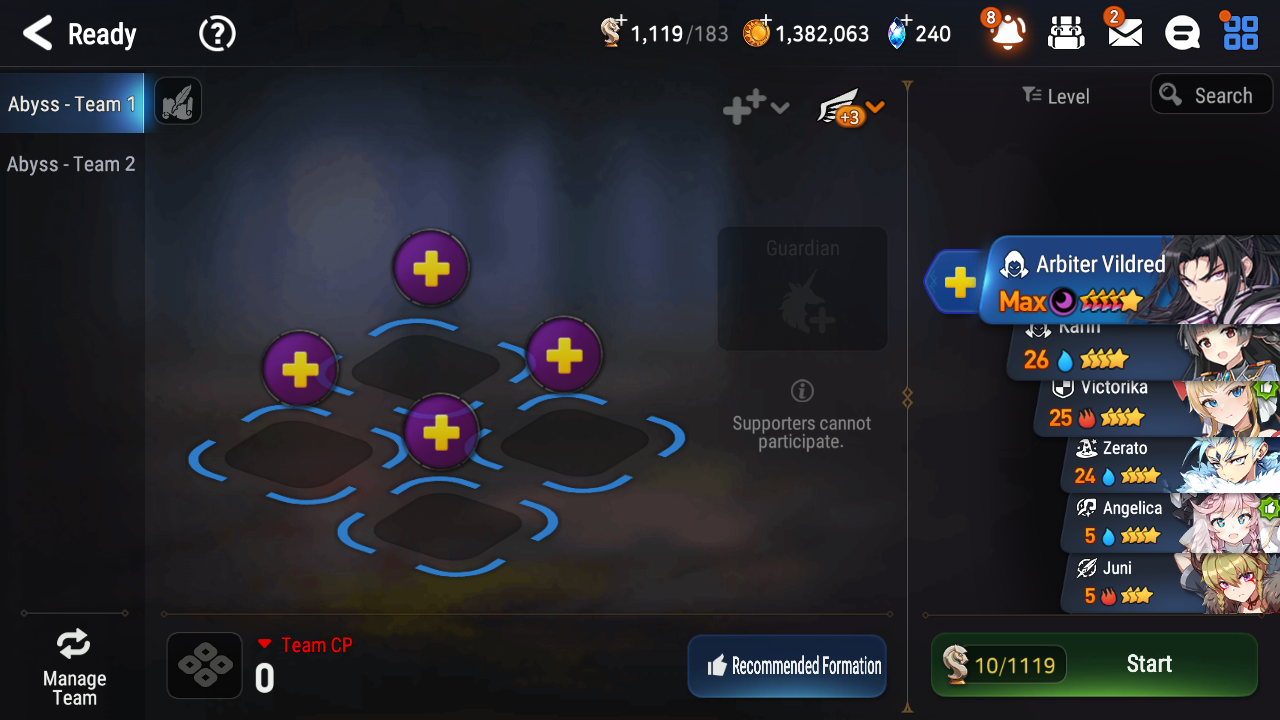 Ready
?
1,119/183
1,382,063
240
8
2
Abyss - Team 1
Abyss - Team 2
+3
Level
Search
Guardian
Supporters cannot
participate.
Arbiter Vildred
Max
Karin
26
Victorika
25
Zerato
24
Angelica
5
Juni
5
Manage
Team
Team CP
0
Recommended Formation
10/1119
Start